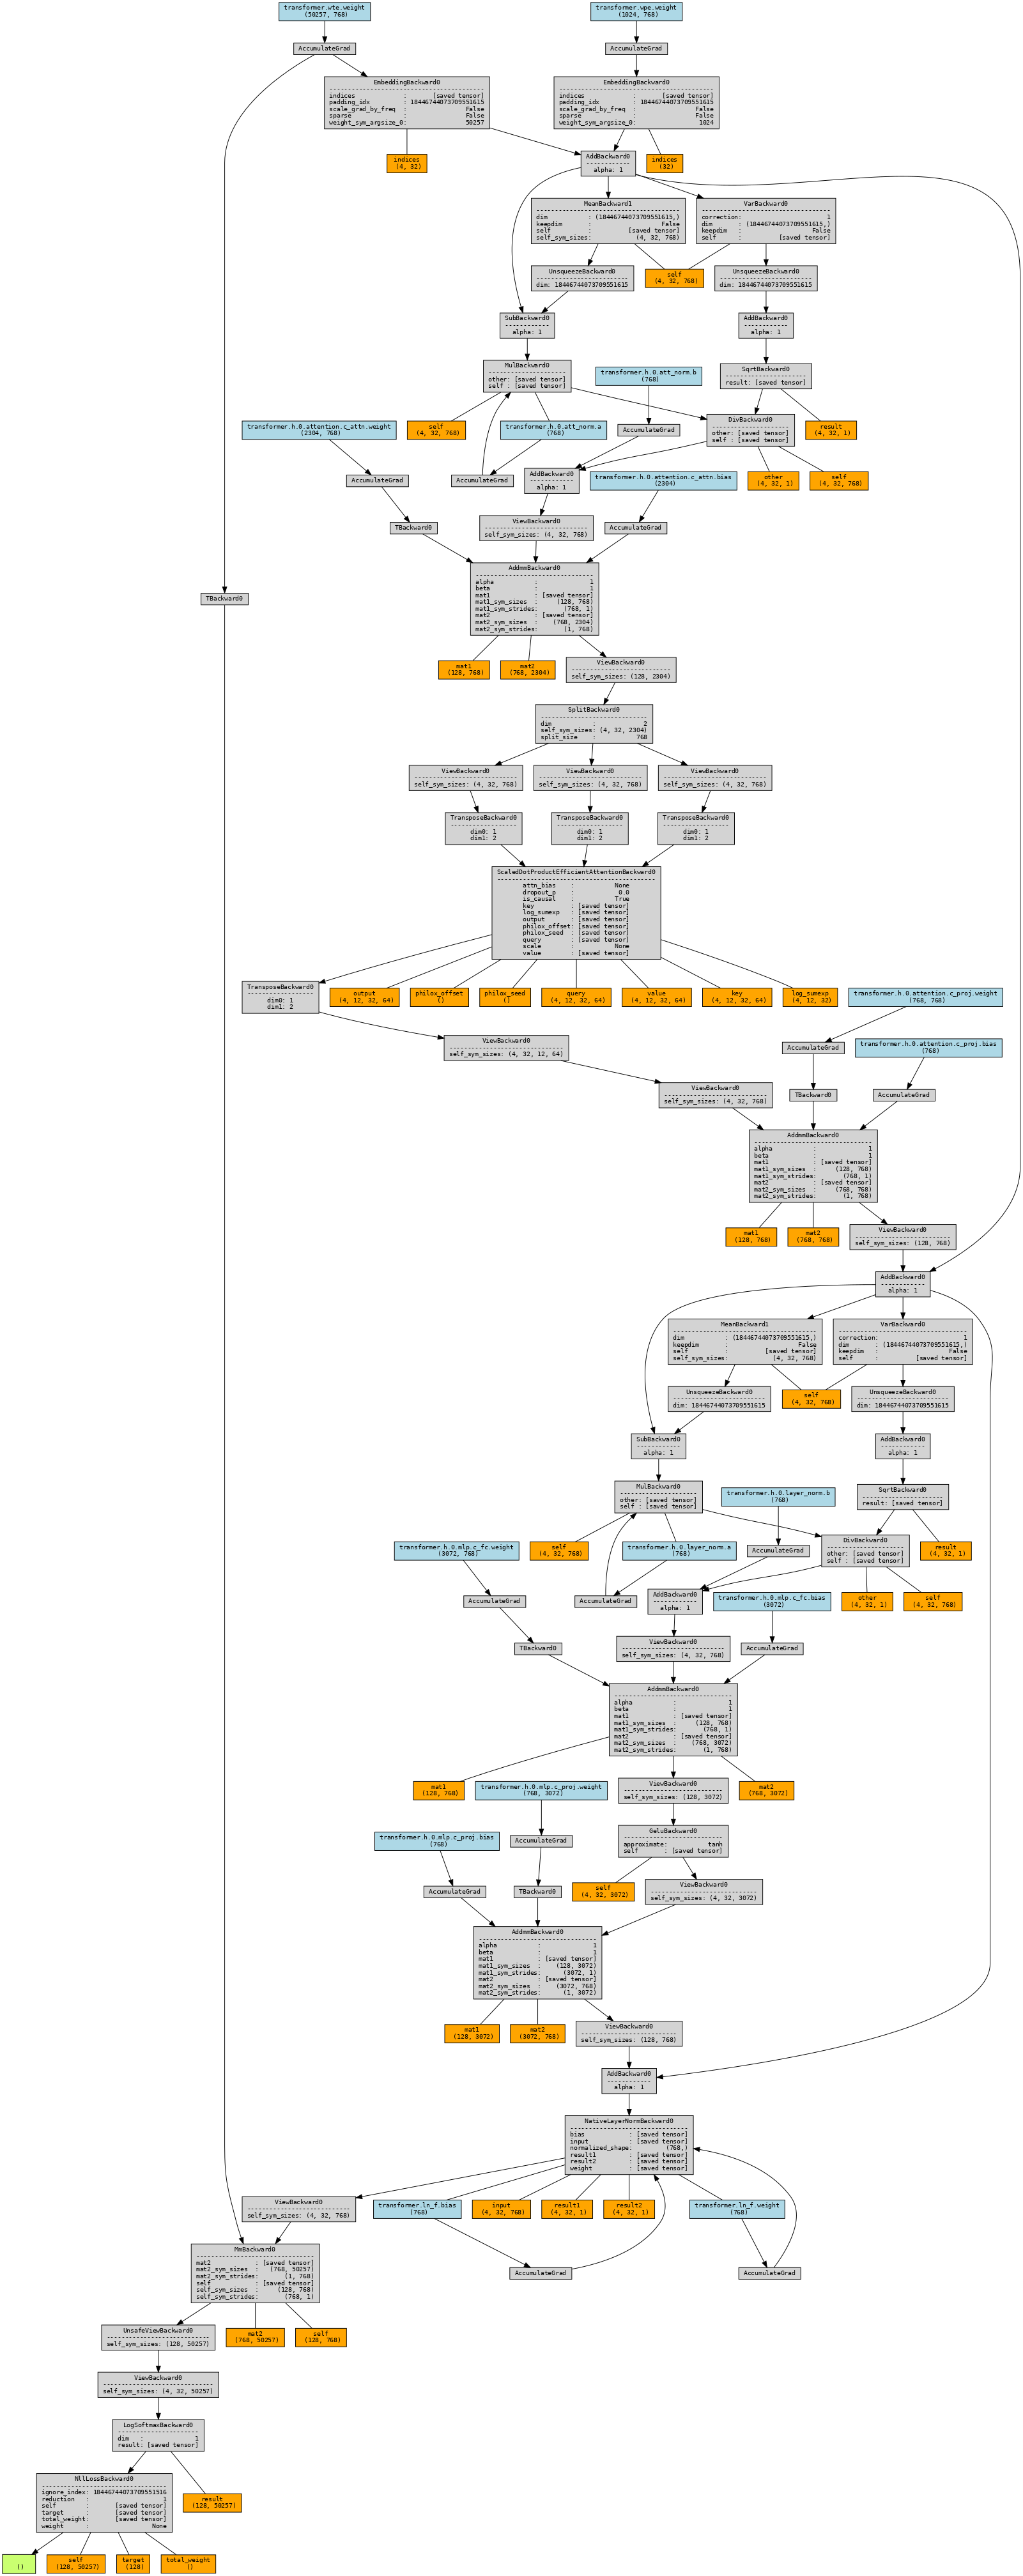 transformer.wte.weight
(50257, 768)
transformer.wpe.weight
(1024, 768)
AccumulateGrad
AccumulateGrad
EmbeddingBackward0
indices : [saved tensor]
padding_idx : 18446744073709551615
scale_grad_by_freq : False
sparse : False
weight_sym_argsize_0: 50257
EmbeddingBackward0
indices : [saved tensor]
padding_idx : 18446744073709551615
scale_grad_by_freq : False
sparse : False
weight_sym_argsize_0: 1024
indices
(4, 32)
AddBackward0
alpha: 1
indices
(32)
MeanBackward1
dim : (18446744073709551615,)
keepdim : False
self : [saved tensor]
self_sym_sizes: (4, 32, 768)
VarBackward0
correction: 1
dim : (18446744073709551615,)
keepdim : False
self : [saved tensor]
UnsqueezeBackward0
dim: 18446744073709551615
self
(4, 32, 768)
UnsqueezeBackward0
dim: 18446744073709551615
SubBackward0
alpha: 1
AddBackward0
alpha: 1
MulBackward0
other: [saved tensor]
self : [saved tensor]
transformer.h.0.att_norm.b
(768)
SqrtBackward0
result: [saved tensor]
transformer.h.0.attention.c_attn.weight
(2304, 768)
self
(4, 32, 768)
transformer.h.0.att_norm.a
(768)
AccumulateGrad
DivBackward0
other: [saved tensor]
self : [saved tensor]
result
(4, 32, 1)
AccumulateGrad
AccumulateGrad
AddBackward0
alpha: 1
transformer.h.0.attention.c_attn.bias
(2304)
other
(4, 32, 1)
self
(4, 32, 768)
TBackward0
ViewBackward0
self_sym_sizes: (4, 32, 768)
AccumulateGrad
TBackward0
AddmmBackward0
alpha : 1
beta : 1
mat1 : [saved tensor]
mat1_sym_sizes : (128, 768)
mat1_sym_strides: (768, 1)
mat2 : [saved tensor]
mat2_sym_sizes : (768, 2304)
mat2_sym_strides: (1, 768)
mat1
(128, 768)
mat2
(768, 2304)
ViewBackward0
self_sym_sizes: (128, 2304)
SplitBackward0
dim : 2
self_sym_sizes: (4, 32, 2304)
split_size : 768
ViewBackward0
self_sym_sizes: (4, 32, 768)
ViewBackward0
self_sym_sizes: (4, 32, 768)
ViewBackward0
self_sym_sizes: (4, 32, 768)
TransposeBackward0
dim0: 1
dim1: 2
TransposeBackward0
dim0: 1
dim1: 2
TransposeBackward0
dim0: 1
dim1: 2
ScaledDotProductEfficientAttentionBackward0
attn_bias : None
dropout_p : 0.0
is_causal : True
key : [saved tensor]
log_sumexp : [saved tensor]
output : [saved tensor]
philox_offset: [saved tensor]
philox_seed : [saved tensor]
query : [saved tensor]
scale : None
value : [saved tensor]
TransposeBackward0
dim0: 1
dim1: 2
output
(4, 12, 32, 64)
philox_offset
()
philox_seed
()
query
(4, 12, 32, 64)
value
(4, 12, 32, 64)
key
(4, 12, 32, 64)
log_sumexp
(4, 12, 32)
transformer.h.0.attention.c_proj.weight
(768, 768)
ViewBackward0
self_sym_sizes: (4, 32, 12, 64)
AccumulateGrad
transformer.h.0.attention.c_proj.bias
(768)
ViewBackward0
self_sym_sizes: (4, 32, 768)
TBackward0
AccumulateGrad
AddmmBackward0
alpha : 1
beta : 1
mat1 : [saved tensor]
mat1_sym_sizes : (128, 768)
mat1_sym_strides: (768, 1)
mat2 : [saved tensor]
mat2_sym_sizes : (768, 768)
mat2_sym_strides: (1, 768)
mat1
(128, 768)
mat2
(768, 768)
ViewBackward0
self_sym_sizes: (128, 768)
AddBackward0
alpha: 1
MeanBackward1
dim : (18446744073709551615,)
keepdim : False
self : [saved tensor]
self_sym_sizes: (4, 32, 768)
VarBackward0
correction: 1
dim : (18446744073709551615,)
keepdim : False
self : [saved tensor]
UnsqueezeBackward0
dim: 18446744073709551615
self
(4, 32, 768)
UnsqueezeBackward0
dim: 18446744073709551615
SubBackward0
alpha: 1
AddBackward0
alpha: 1
MulBackward0
other: [saved tensor]
self : [saved tensor]
transformer.h.0.layer_norm.b
(768)
SqrtBackward0
result: [saved tensor]
transformer.h.0.mlp.c_fc.weight
(3072, 768)
self
(4, 32, 768)
transformer.h.0.layer_norm.a
(768)
AccumulateGrad
DivBackward0
other: [saved tensor]
self : [saved tensor]
result
(4, 32, 1)
AccumulateGrad
AccumulateGrad
AddBackward0
alpha: 1
transformer.h.0.mlp.c_fc.bias
(3072)
other
(4, 32, 1)
self
(4, 32, 768)
TBackward0
ViewBackward0
self_sym_sizes: (4, 32, 768)
AccumulateGrad
AddmmBackward0
alpha : 1
beta : 1
mat1 : [saved tensor]
mat1_sym_sizes : (128, 768)
mat1_sym_strides: (768, 1)
mat2 : [saved tensor]
mat2_sym_sizes : (768, 3072)
mat2_sym_strides: (1, 768)
mat1
(128, 768)
transformer.h.0.mlp.c_proj.weight
(768, 3072)
ViewBackward0
self_sym_sizes: (128, 3072)
mat2
(768, 3072)
transformer.h.0.mlp.c_proj.bias
(768)
AccumulateGrad
GeluBackward0
approximate: tanh
self : [saved tensor]
AccumulateGrad
TBackward0
self
(4, 32, 3072)
ViewBackward0
self_sym_sizes: (4, 32, 3072)
AddmmBackward0
alpha : 1
beta : 1
mat1 : [saved tensor]
mat1_sym_sizes : (128, 3072)
mat1_sym_strides: (3072, 1)
mat2 : [saved tensor]
mat2_sym_sizes : (3072, 768)
mat2_sym_strides: (1, 3072)
mat1
(128, 3072)
mat2
(3072, 768)
ViewBackward0
self_sym_sizes: (128, 768)
AddBackward0
alpha: 1
NativeLayerNormBackward0
bias : [saved tensor]
input : [saved tensor]
normalized_shape: (768,)
result1 : [saved tensor]
result2 : [saved tensor]
weight : [saved tensor]
ViewBackward0
self_sym_sizes: (4, 32, 768)
transformer.ln_f.bias
(768)
input
(4, 32, 768)
result1
(4, 32, 1)
result2
(4, 32, 1)
transformer.ln_f.weight
(768)
MmBackward0
mat2 : [saved tensor]
mat2_sym_sizes : (768, 50257)
mat2_sym_strides: (1, 768)
self : [saved tensor]
self_sym_sizes : (128, 768)
self_sym_strides: (768, 1)
AccumulateGrad
AccumulateGrad
UnsafeViewBackward0
self_sym_sizes: (128, 50257)
mat2
(768, 50257)
self
(128, 768)
ViewBackward0
self_sym_sizes: (4, 32, 50257)
LogSoftmaxBackward0
dim : 1
result: [saved tensor]
NllLossBackward0
ignore_index: 18446744073709551516
reduction : 1
self : [saved tensor]
target : [saved tensor]
total_weight: [saved tensor]
weight : None
result
(128, 50257)
()
self
(128, 50257)
target
(128)
total_weight
()